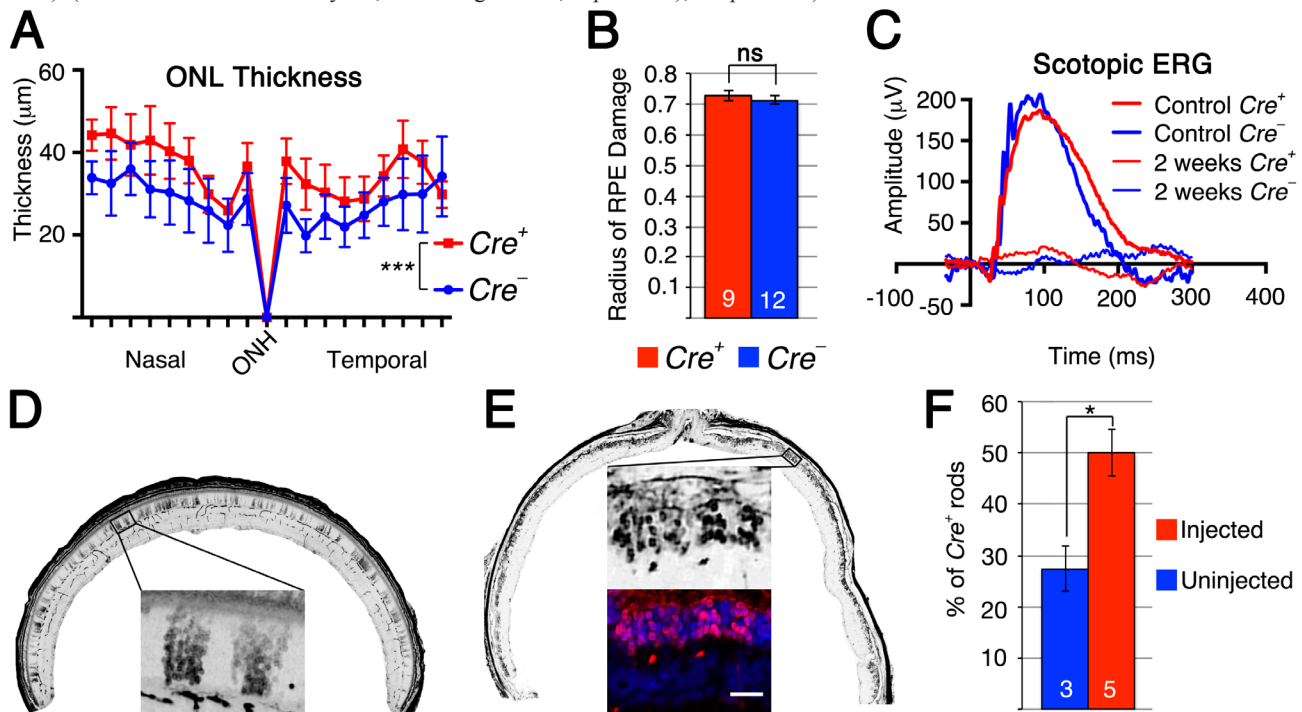 A
ONL Thickness
Thickness (μm)
60
40
20
Nasal
ONH
Temporal
***
Cre+
Cre−
B
ns
Radius of RPE Damage
0.8
0.7
0.6
0.5
0.4
0.3
0.2
0.1
9
12
Cre+
Cre−
C
Scotopic ERG
Amplitude (μV)
200
150
100
50
-50
-100
100
200
300
400
Time (ms)
Control Cre+
Control Cre−
2 weeks Cre+
2 weeks Cre−
D
E
F
% of Cre+ rods
60
50
40
30
20
10
*
3
5
Injected
Uninjected